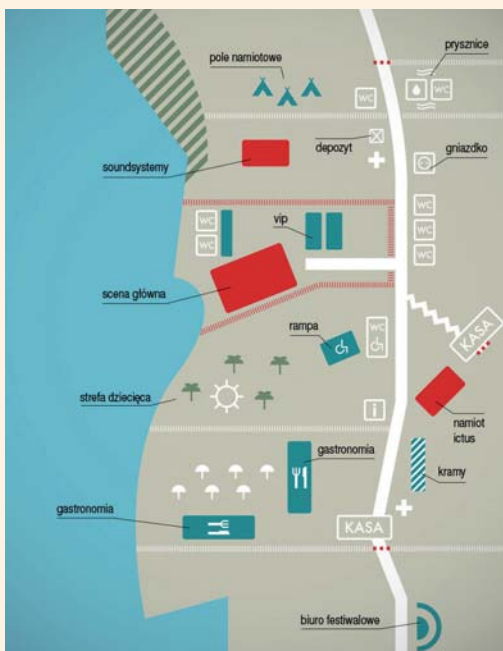 prysznice
pole namiotowe
WC
WC
depozyt
gniazdko
soundsystemy
WC
WC
vip
WC
WC
WC
scena główna
rampa
WC
KASA
strefa dziecięca
i
namiot
ictus
gastronomia
kramy
gastronomia
KASA
biuro festiwalowe